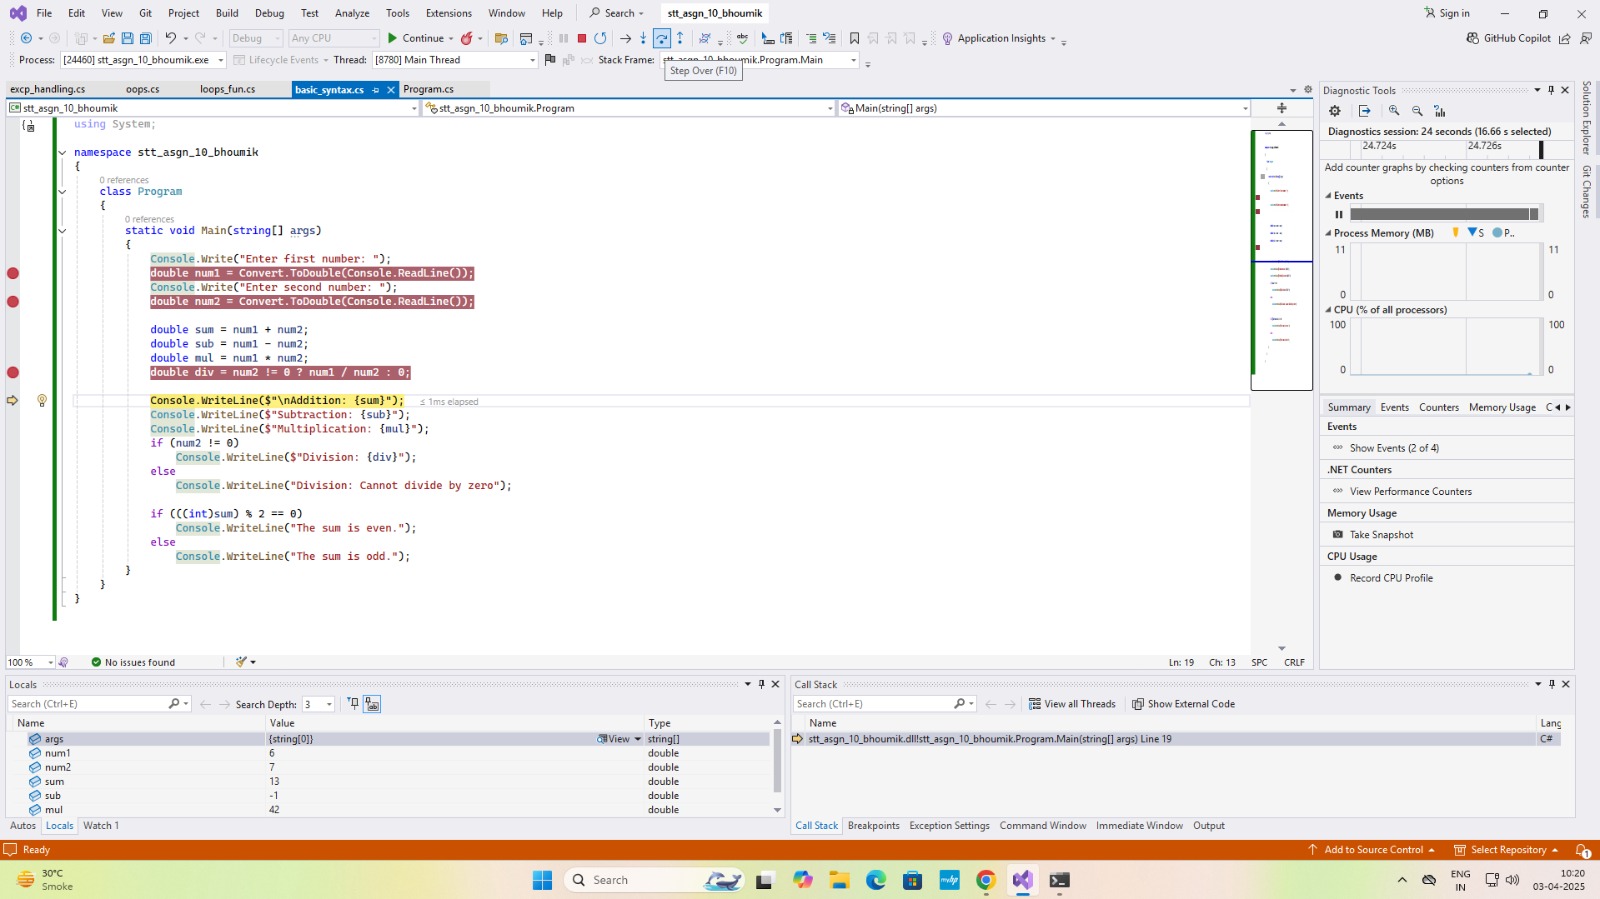 File Edit View Git Project Build Debug Test Analyze Tools Extensions Window Help Search stt_asgn_10_bhoumik Sign in
Debug Any CPU Continue Application Insights GitHub Copilot
Process: [24460] stt_asgn_10_bhoumik.exe Lifecycle Events Thread: [8780] Main Thread Stack Frame: stt_asgn_10_bhoumik.Program.Main
Step Over (F10)
excp_handling.cs oops.cs loops_fun.cs basic_syntax.cs Program.cs
stt_asgn_10_bhoumik stt_asgn_10_bhoumik.Program Main(string[] args)
using System;
namespace stt_asgn_10_bhoumik
{
0 references
class Program
{
0 references
static void Main(string[] args)
{
Console.Write("Enter first number: ");
double num1 = Convert.ToDouble(Console.ReadLine());
Console.Write("Enter second number: ");
double num2 = Convert.ToDouble(Console.ReadLine());
double sum = num1 + num2;
double sub = num1 - num2;
double mul = num1 * num2;
double div = num2 != 0 ? num1 / num2 : 0;
Console.WriteLine($"\nAddition: {sum}"); ≤ 1ms elapsed
Console.WriteLine($"Subtraction: {sub}");
Console.WriteLine($"Multiplication: {mul}");
if (num2 != 0)
Console.WriteLine($"Division: {div}");
else
Console.WriteLine("Division: Cannot divide by zero");
if (((int)sum) % 2 == 0)
Console.WriteLine("The sum is even.");
else
Console.WriteLine("The sum is odd.");
}
}
}
100 % No issues found Ln: 19 Ch: 13 SPC CRLF
Diagnostic Tools
Diagnostics session: 24 seconds (16.66 s selected)
24.724s 24.726s
Add counter graphs by checking counters from counter
options
Events
Process Memory (MB) S P..
11 11
0 0
CPU (% of all processors)
100 100
0 0
Summary Events Counters Memory Usage C
Events
Show Events (2 of 4)
.NET Counters
View Performance Counters
Memory Usage
Take Snapshot
CPU Usage
Record CPU Profile
Solution Explorer
Git Changes
Locals
Search (Ctrl+E) Search Depth: 3
Name Value Type
args {string[0]} View string[]
num1 6 double
num2 7 double
sum 13 double
sub -1 double
mul 42 double
Autos Locals Watch 1
Call Stack
Search (Ctrl+E) View all Threads Show External Code
Name Lang
stt_asgn_10_bhoumik.dll!stt_asgn_10_bhoumik.Program.Main(string[] args) Line 19 C#
Call Stack Breakpoints Exception Settings Command Window Immediate Window Output
Ready Add to Source Control Select Repository 1
30°C
Smoke
Search
ENG
IN
10:20
03-04-2025